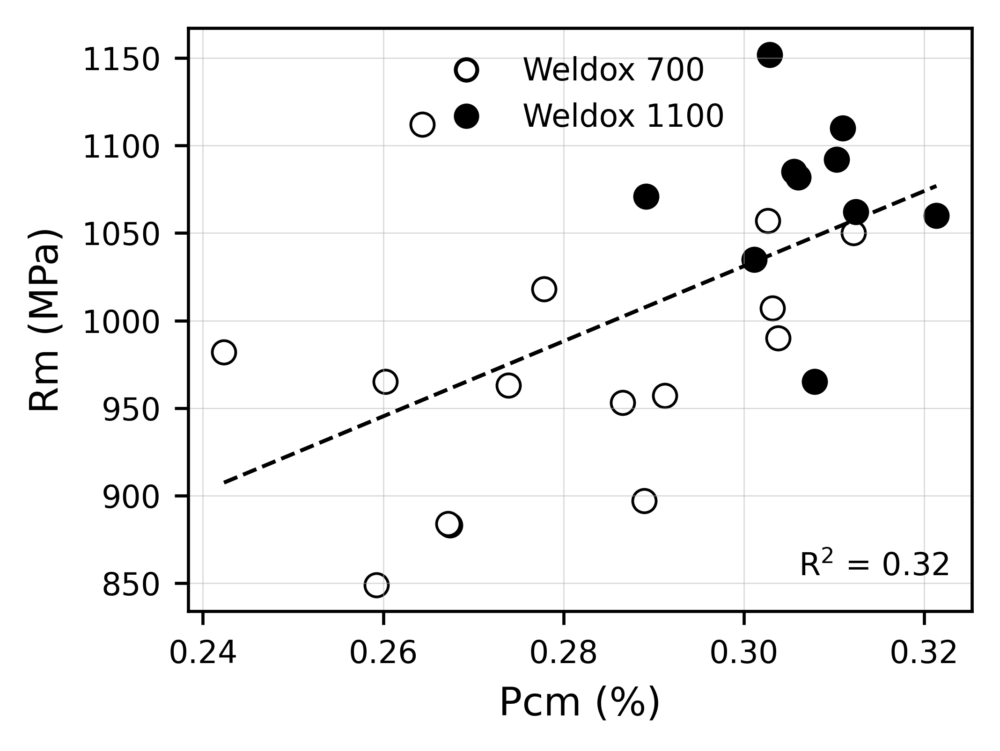 Weldox 700
Weldox 1100
1150
1100
1050
1000
950
900
850
Rm (MPa)
R² = 0.32
0.24 0.26 0.28 0.30 0.32
Pcm (%)